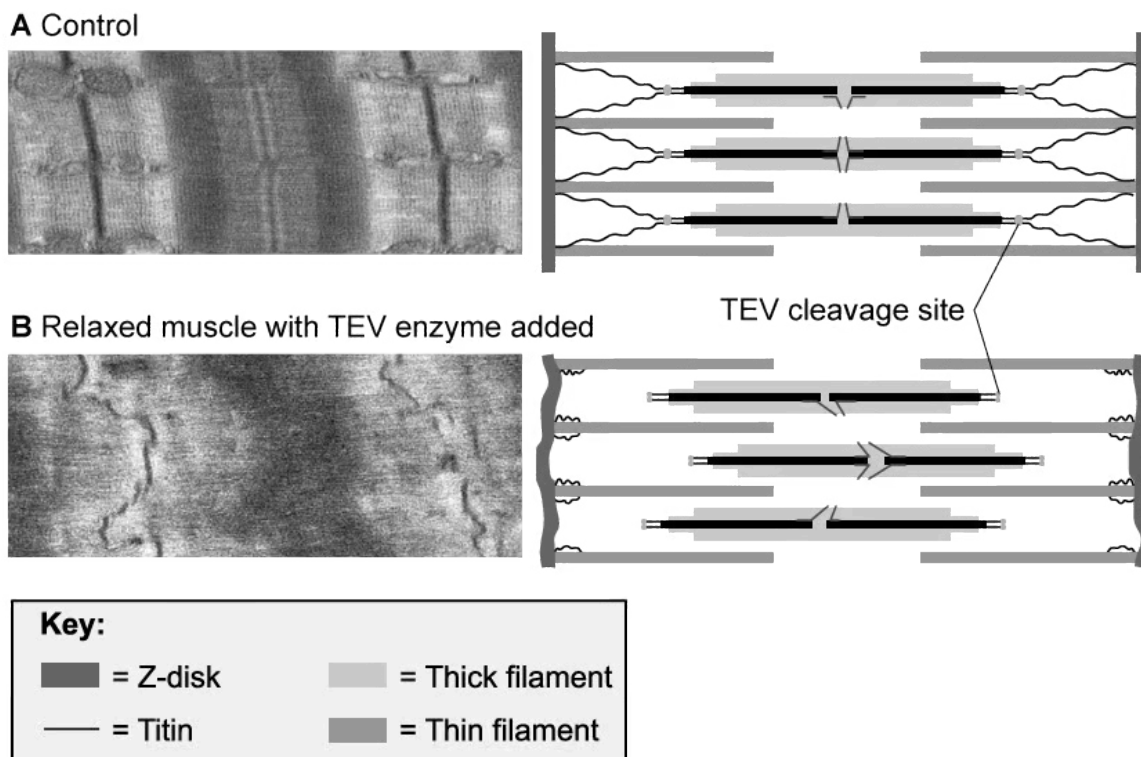 A Control
TEV cleavage site
B Relaxed muscle with TEV enzyme added
Key:
= Z-disk
= Thick filament
= Titin
= Thin filament